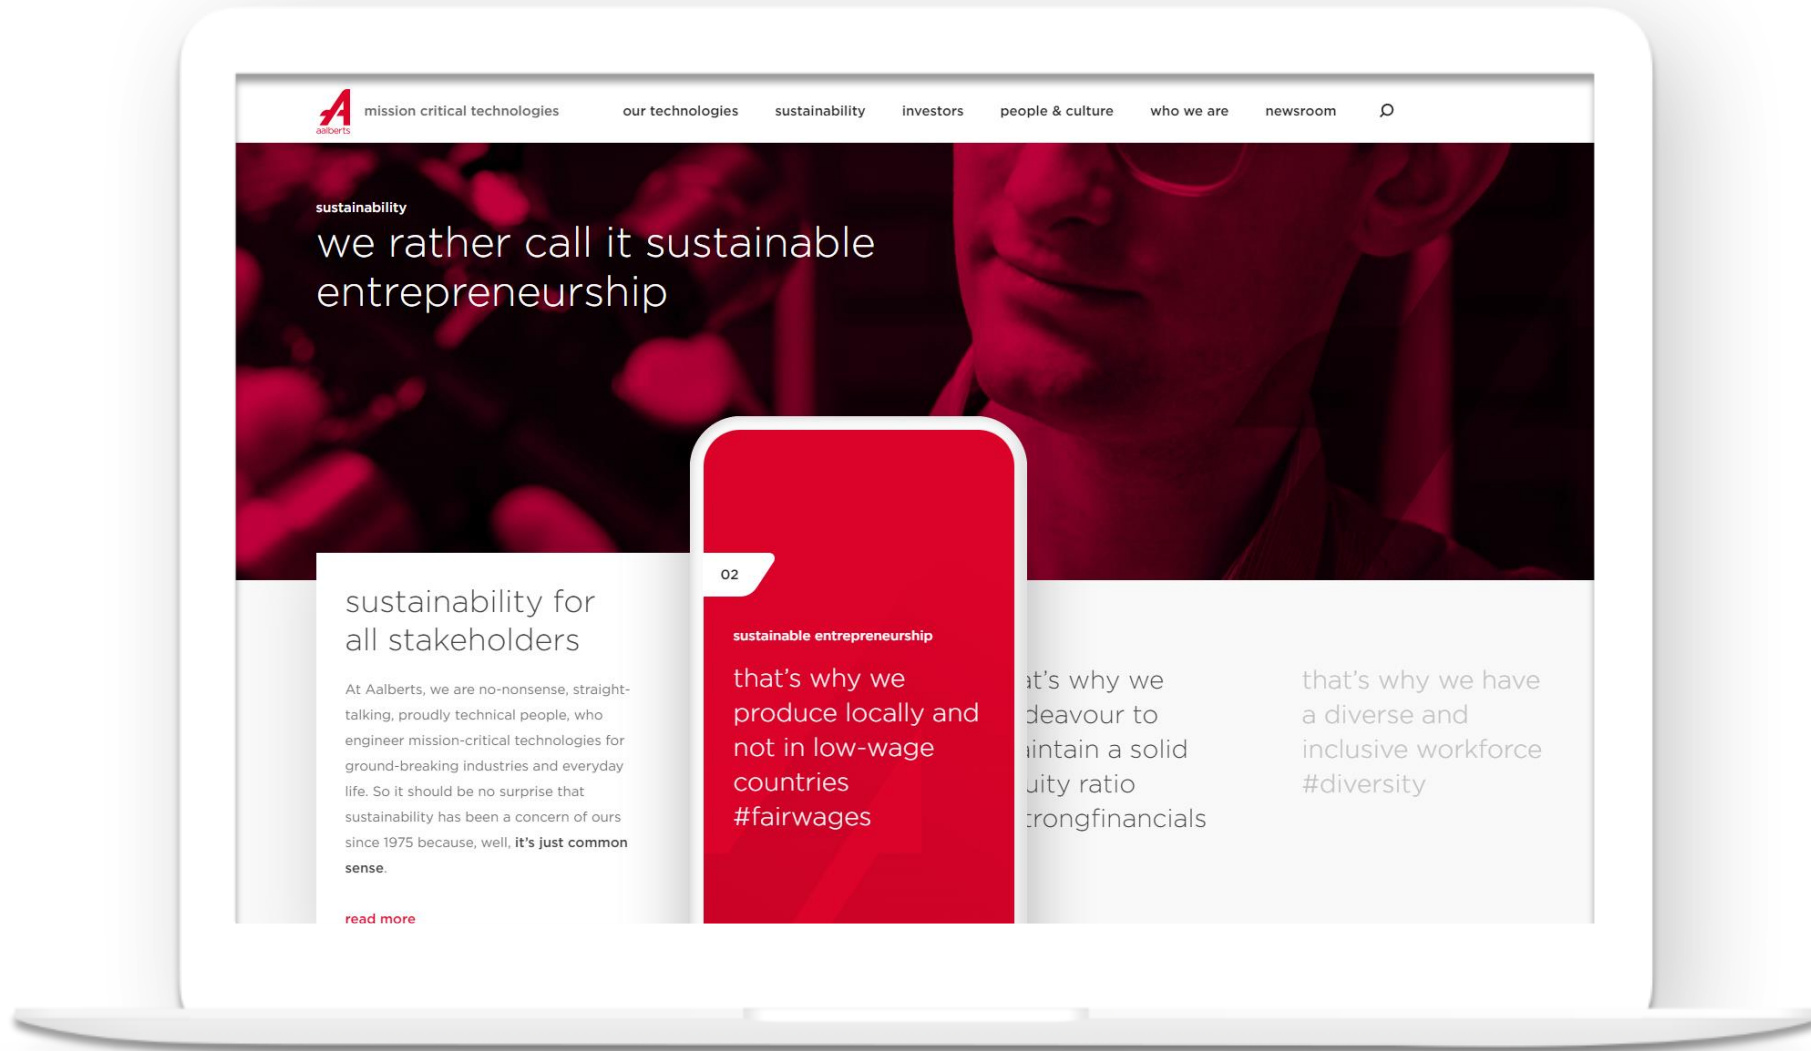 aalberts
mission critical technologies
our technologies
sustainability
investors
people & culture
who we are
newsroom
sustainability
we rather call it sustainable
entrepreneurship
sustainability for
all stakeholders
At Aalberts, we are no-nonsense, straight-
talking, proudly technical people, who
engineer mission-critical technologies for
ground-breaking industries and everyday
life. So it should be no surprise that
sustainability has been a concern of ours
since 1975 because, well, it's just common
sense.
read more
02
sustainable entrepreneurship
that's why we
produce locally and
not in low-wage
countries
#fairwages
at's why we
deavour to
aintain a solid
uity ratio
trongfinancials
that's why we have
a diverse and
inclusive workforce
#diversity